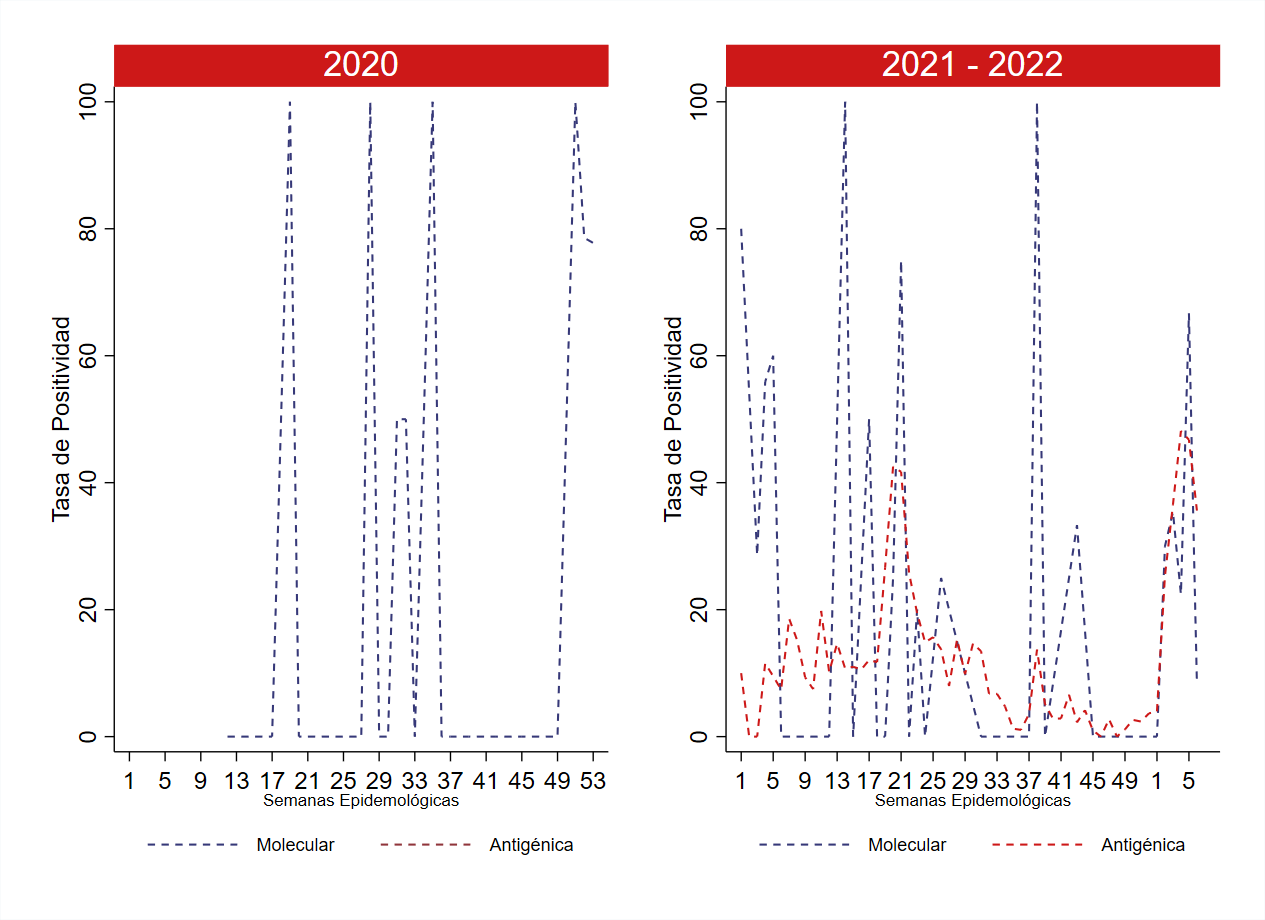 2020
Tasa de Positividad
100
80
60
40
20
0
1 5 9 13 17 21 25 29 33 37 41 45 49 53
Semanas Epidemológicas
Molecular Antigénica
2021 - 2022
Tasa de Positividad
100
80
60
40
20
0
1 5 9 13 17 21 25 29 33 37 41 45 49 1 5
Semanas Epidemológicas
Molecular Antigénica